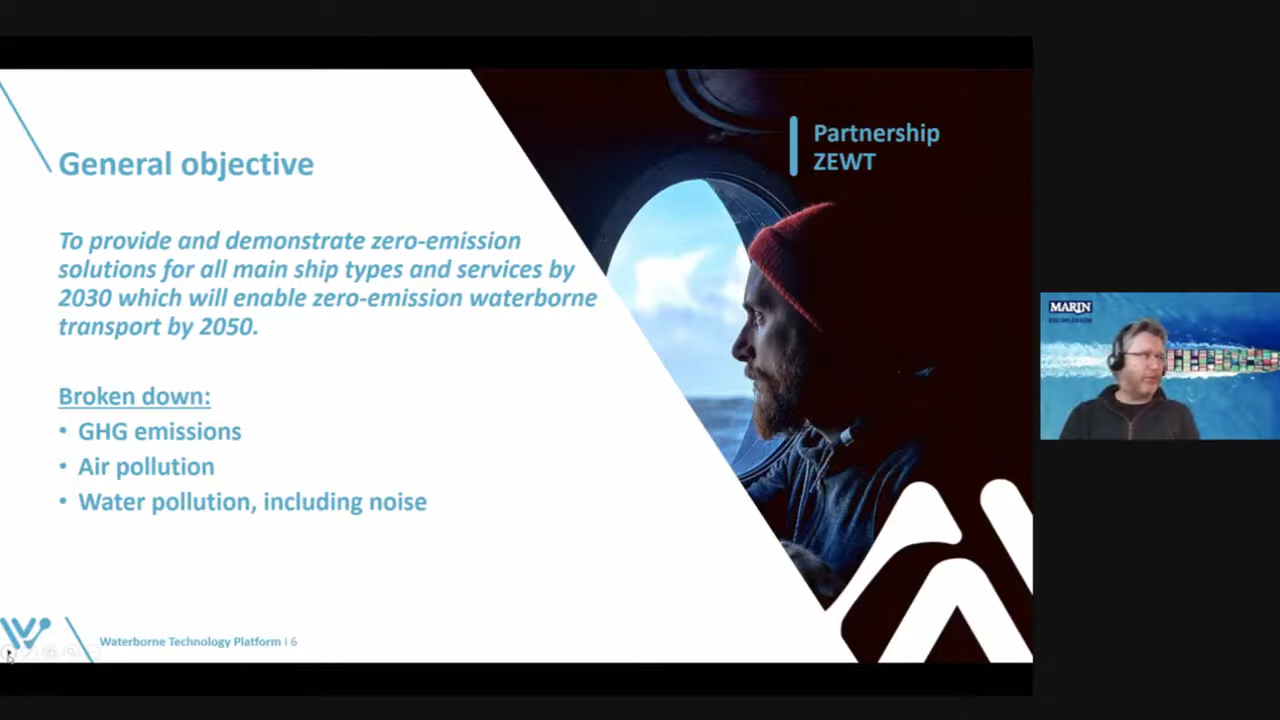 General objective
To provide and demonstrate zero-emission
solutions for all main ship types and services by
2030 which will enable zero-emission waterborne
transport by 2050.
Broken down:
• GHG emissions
• Air pollution
• Water pollution, including noise
Waterborne Technology Platform | 6
Partnership
ZEWT
MARIN